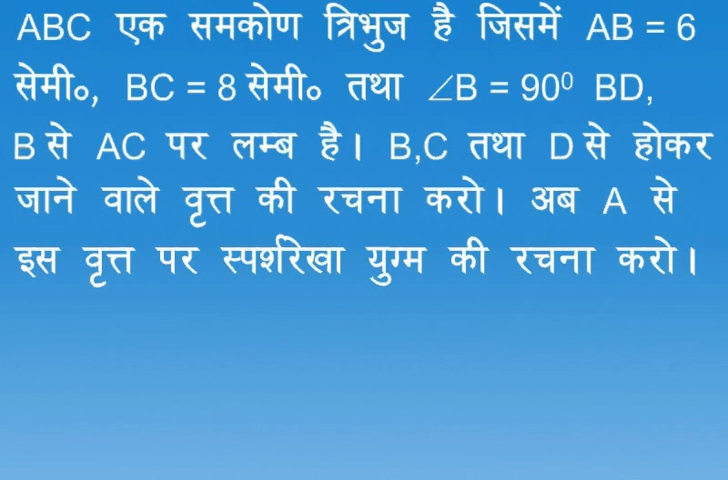 ABC एक समकोण त्रिभुज है जिसमें AB = 6
सेमी०, BC = 8 सेमी० तथा ∠B = 90⁰ BD,
B से AC पर लम्ब है। B,C तथा D से होकर
जाने वाले वृत्त की रचना करो। अब A से
इस वृत्त पर स्पर्शरेखा युग्म की रचना करो।